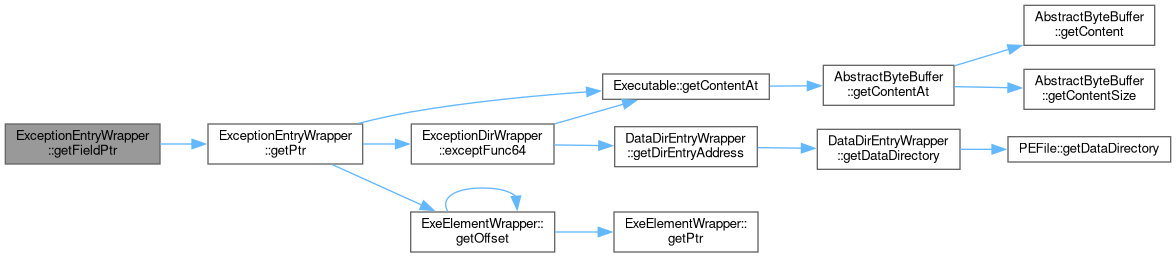 ExceptionEntryWrapper
::getFieldPtr
ExceptionEntryWrapper
::getPtr
Executable::getContentAt
AbstractByteBuffer
::getContentAt
AbstractByteBuffer
::getContent
AbstractByteBuffer
::getContentSize
ExceptionDirWrapper
::exceptFunc64
DataDirEntryWrapper
::getDirEntryAddress
DataDirEntryWrapper
::getDataDirectory
PEFile::getDataDirectory
ExeElementWrapper::
getOffset
ExeElementWrapper::
getPtr